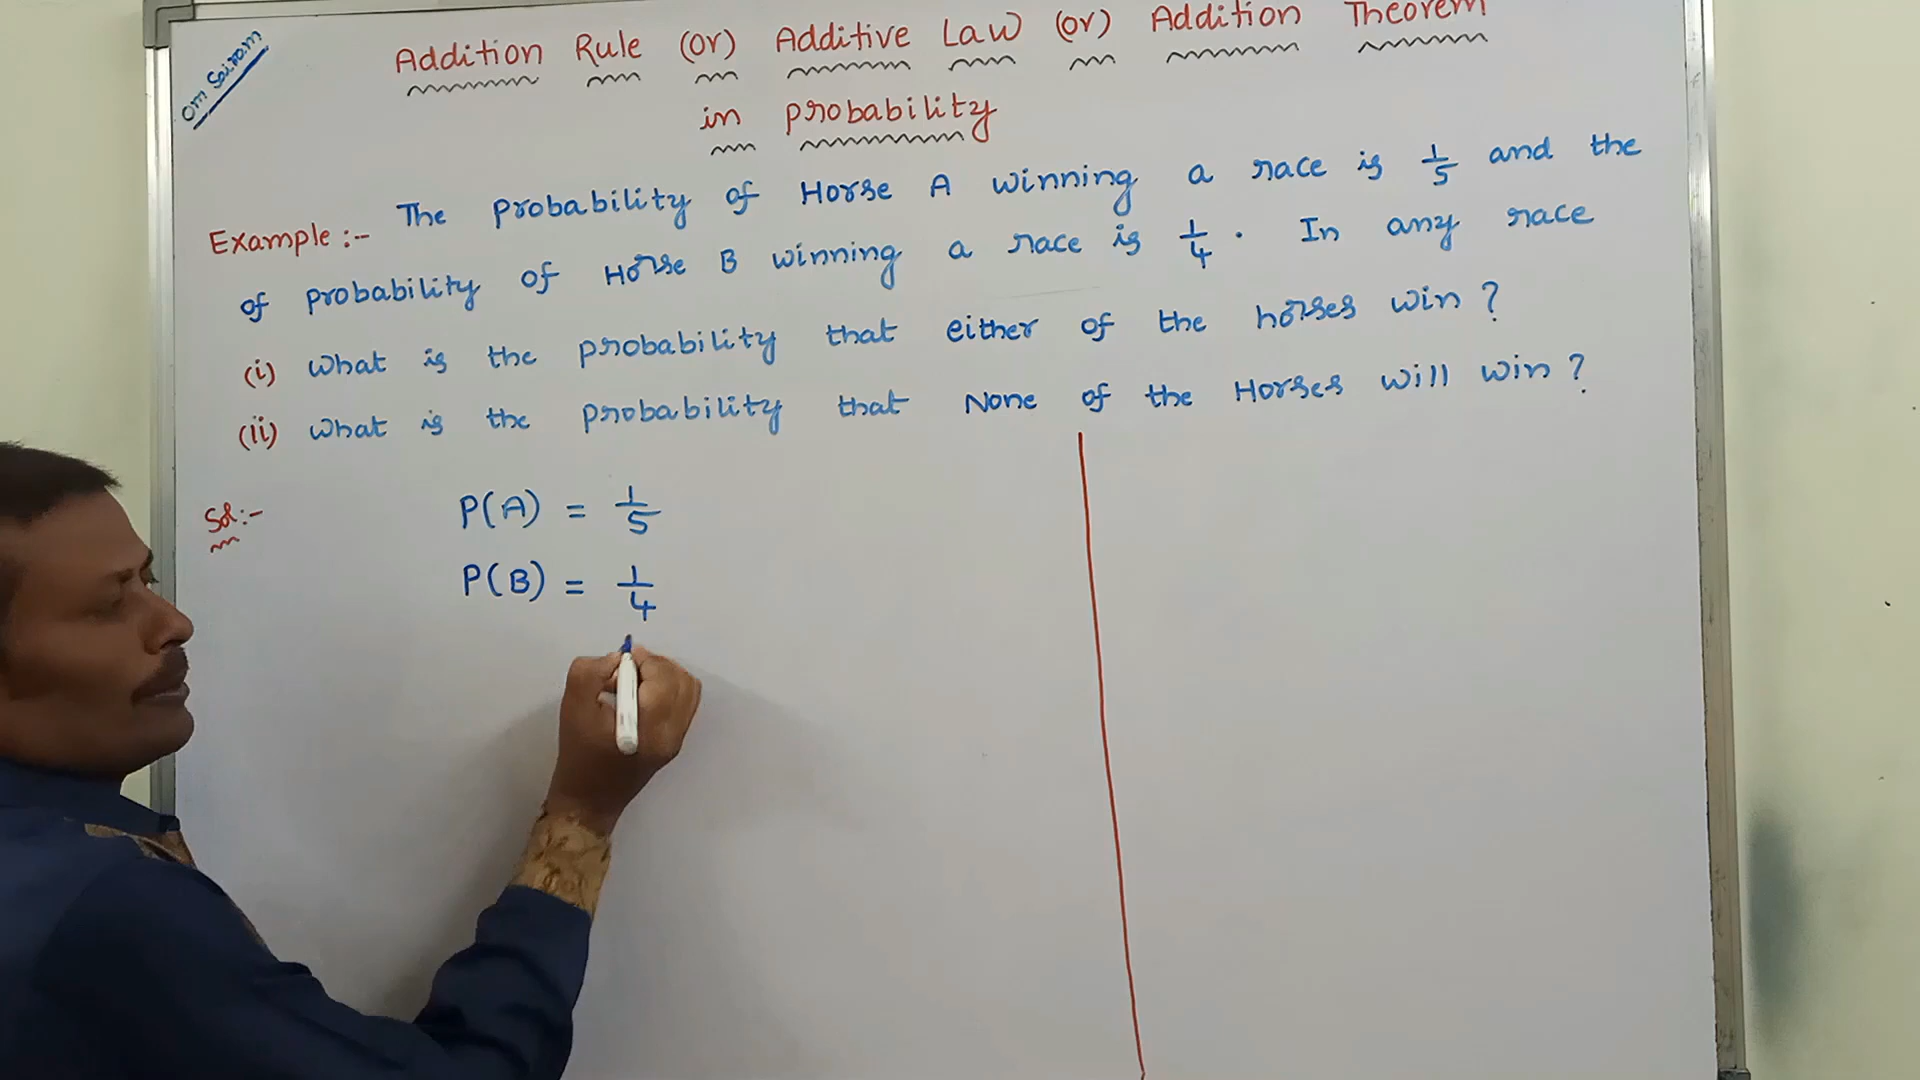 Om Sairam
Addition Rule (or) Additive Law (or) Addition Theorem
in probability
Example :- The probability of Horse A winning a race is 1/5 and the
of probability of Horse B winning a race is 1/4 . In any race
(i) What is the probability that either of the horses win ?
(ii) What is the probability that None of the Horses will win ?
Sol :-
P(A) = 1/5
P(B) = 1/4